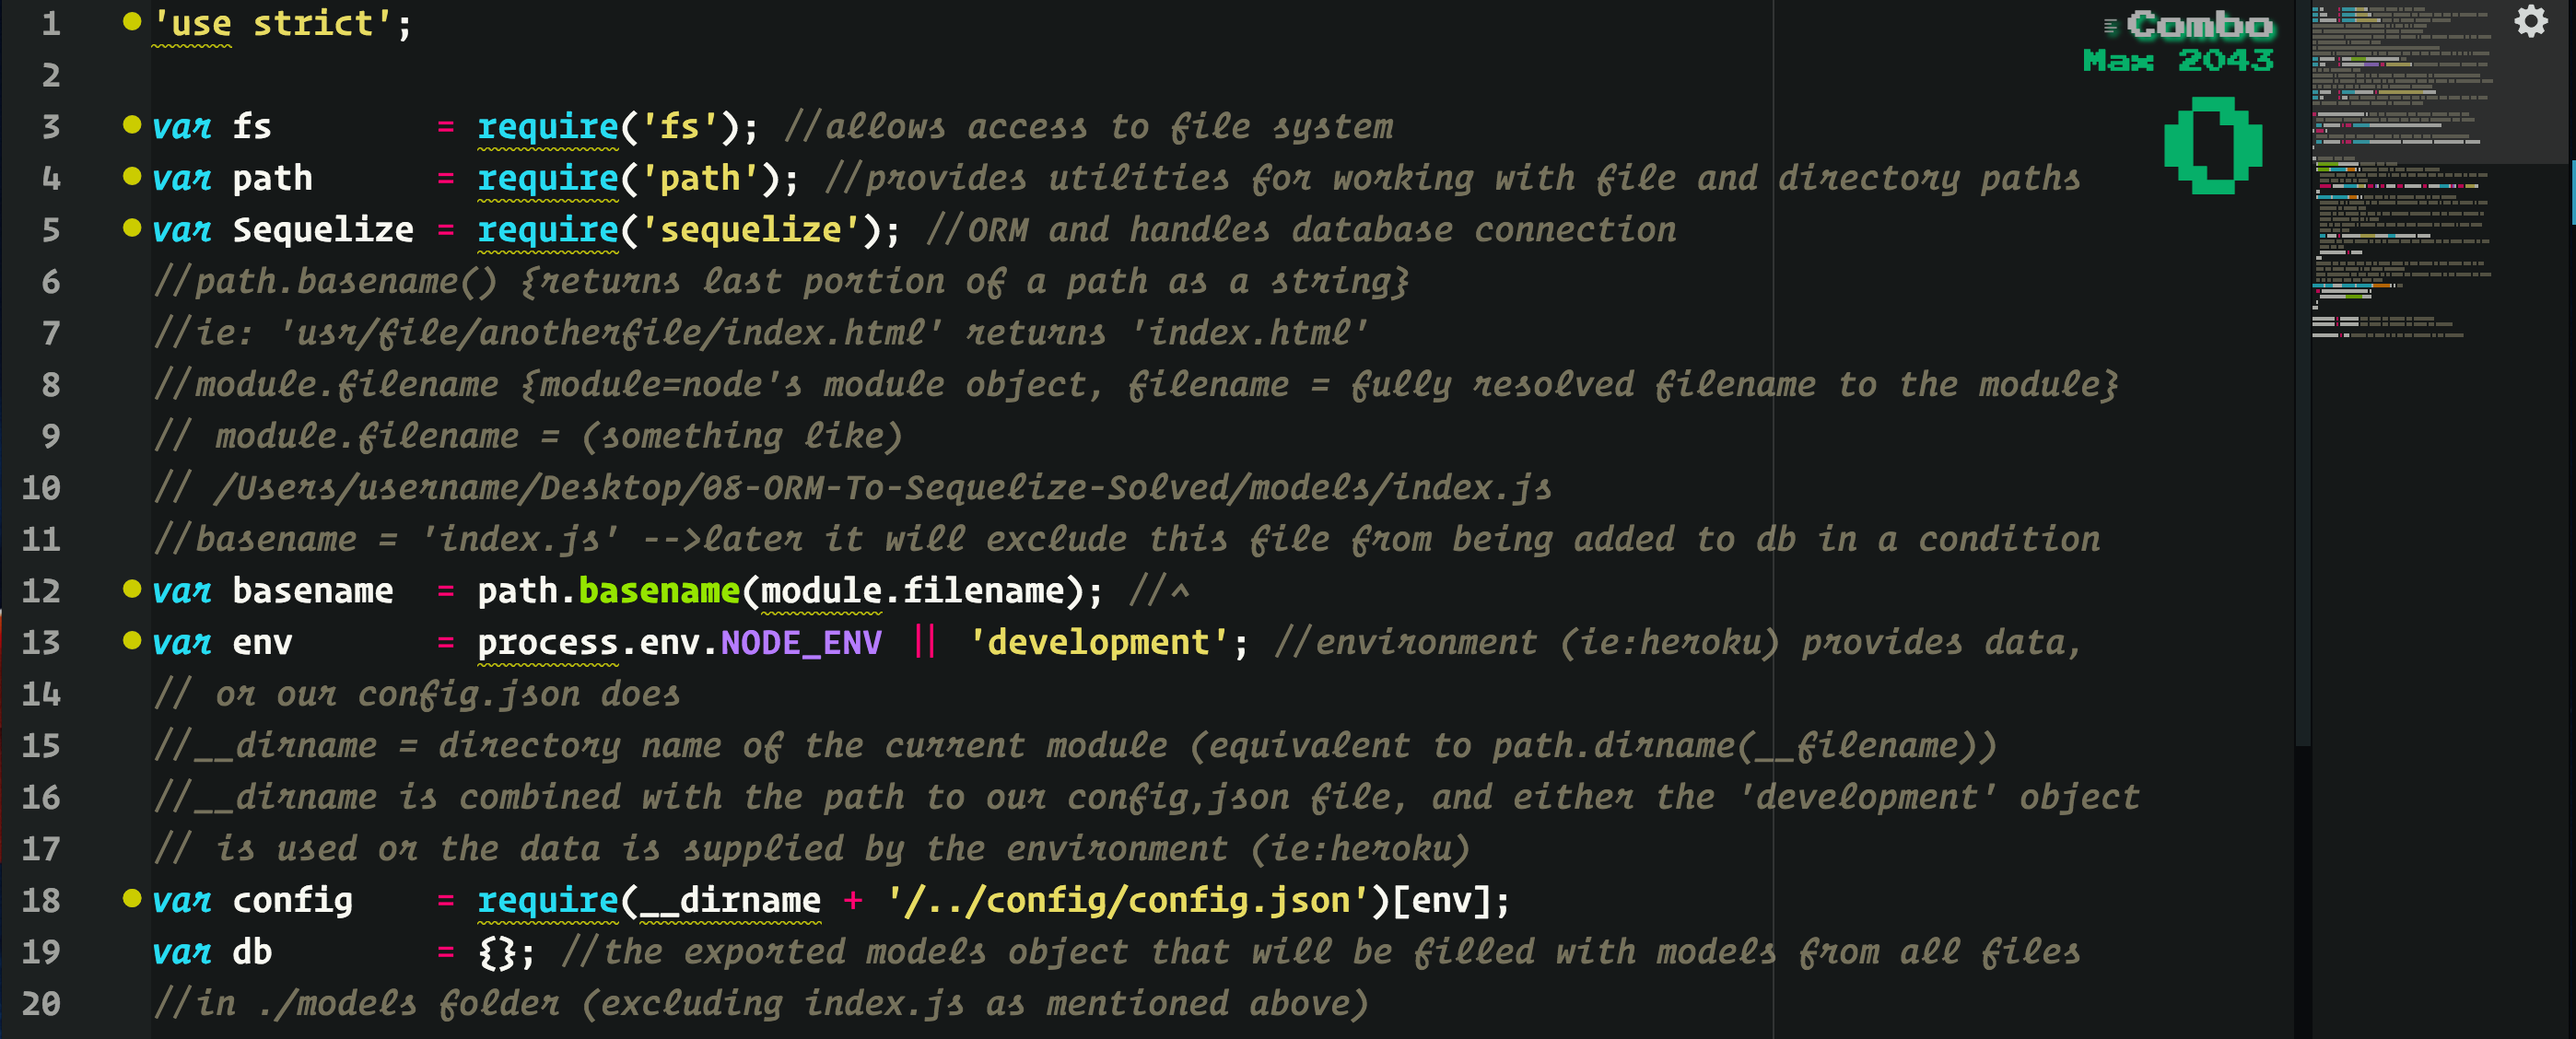 1 'use strict';
2
3 var fs        = require('fs'); //allows access to file system
4 var path      = require('path'); //provides utilities for working with file and directory paths
5 var Sequelize = require('sequelize'); //ORM and handles database connection
6 //path.basename() {returns last portion of a path as a string}
7 //ie: 'usr/file/anotherfile/index.html' returns 'index.html'
8 //module.filename {module=node's module object, filename = fully resolved filename to the module}
9 // module.filename = (something like)
10 // /Users/username/Desktop/08-ORM-To-Sequelize-Solved/models/index.js
11 //basename = 'index.js' -->later it will exclude this file from being added to db in a condition
12 var basename  = path.basename(module.filename); //^
13 var env       = process.env.NODE_ENV || 'development'; //environment (ie:heroku) provides data,
14 // or our config.json does
15 //__dirname = directory name of the current module (equivalent to path.dirname(__filename))
16 //__dirname is combined with the path to our config,json file, and either the 'development' object
17 // is used or the data is supplied by the environment (ie:heroku)
18 var config    = require(__dirname + '/../config/config.json')[env];
19 var db        = {}; //the exported models object that will be filled with models from all files
20 //in ./models folder (excluding index.js as mentioned above)
Combo
Max 2043
0